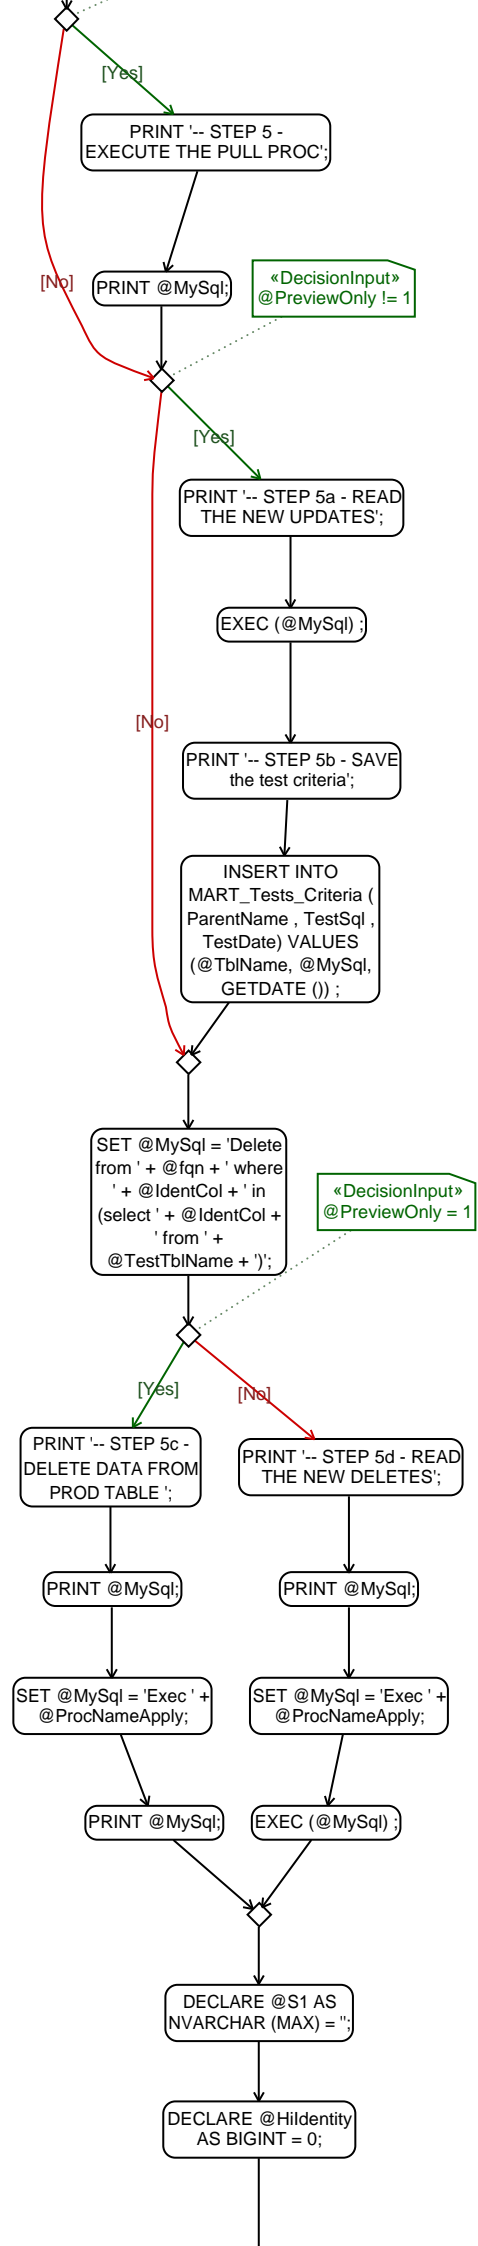 [Yes]
PRINT '-- STEP 5 -
EXECUTE THE PULL PROC';
[No]
PRINT @MySql;
«DecisionInput»
@PreviewOnly != 1
[Yes]
PRINT '-- STEP 5a - READ
THE NEW UPDATES';
EXEC (@MySql) ;
[No]
PRINT '-- STEP 5b - SAVE
the test criteria';
INSERT INTO
MART_Tests_Criteria (
ParentName , TestSql ,
TestDate) VALUES
(@TblName, @MySql,
GETDATE ()) ;
SET @MySql = 'Delete
from ' + @fqn + ' where
' + @IdentCol + ' in
(select ' + @IdentCol +
' from ' +
@TestTblName + ')';
«DecisionInput»
@PreviewOnly = 1
[Yes]
[No]
PRINT '-- STEP 5c -
DELETE DATA FROM
PROD TABLE ';
PRINT '-- STEP 5d - READ
THE NEW DELETES';
PRINT @MySql;
PRINT @MySql;
SET @MySql = 'Exec ' +
@ProcNameApply;
SET @MySql = 'Exec ' +
@ProcNameApply;
PRINT @MySql;
EXEC (@MySql) ;
DECLARE @S1 AS
NVARCHAR (MAX) = '';
DECLARE @HiIdentity
AS BIGINT = 0;